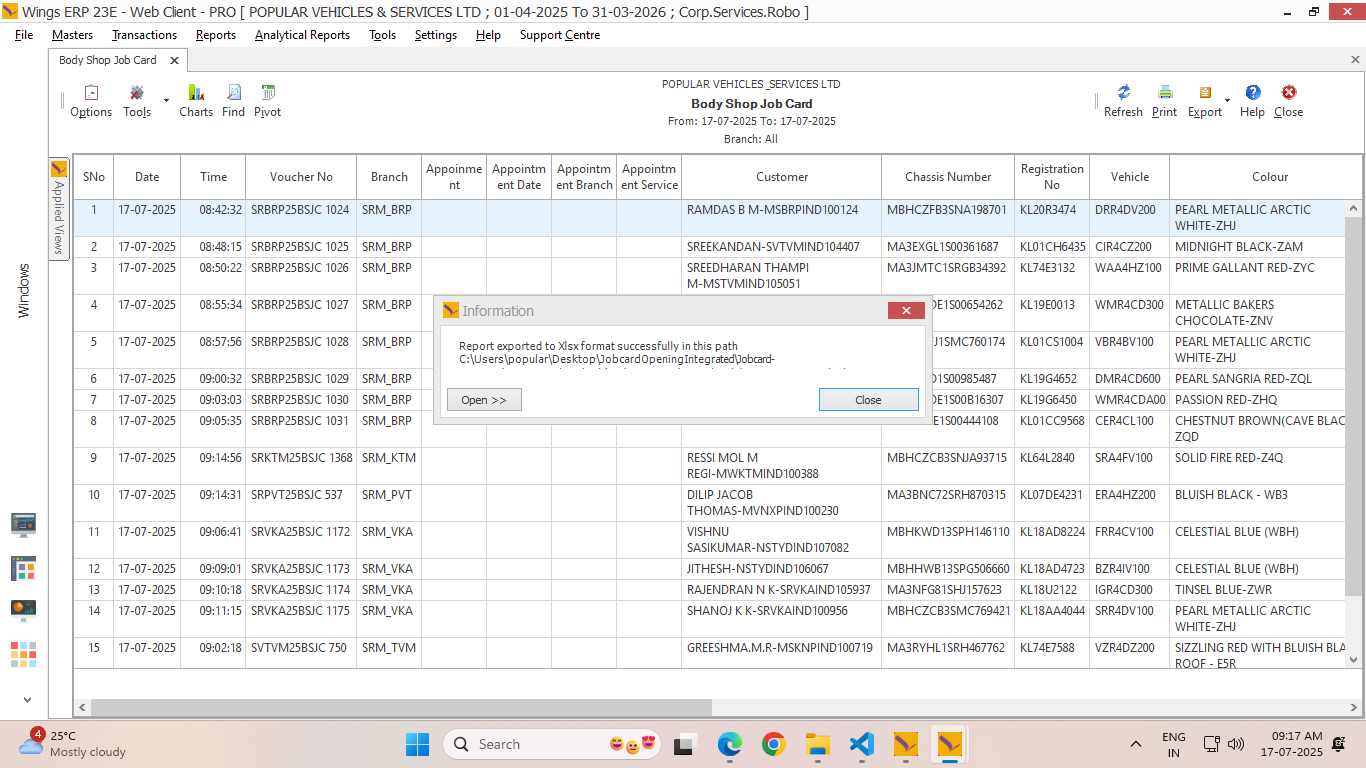 Wings ERP 23E - Web Client - PRO [ POPULAR VEHICLES & SERVICES LTD ; 01-04-2025 To 31-03-2026 ; Corp.Services.Robo ]
File Masters Transactions Reports Analytical Reports Tools Settings Help Support Centre
Body Shop Job Card
POPULAR VEHICLES_SERVICES LTD
Body Shop Job Card
From: 17-07-2025 To: 17-07-2025
Branch: All
Options Tools Charts Find Pivot
Refresh Print Export Help Close
Windows
Applied Views
SNo Date Time Voucher No Branch Appoinment Appointment Date Appointment Branch Appointment Service Customer Chassis Number Registration No Vehicle Colour
1 17-07-2025 08:42:32 SRBRP25BSJC 1024 SRM_BRP RAMDAS B M-MSBRPIND100124 MBHCZFB3SNA198701 KL20R3474 DRR4DV200 PEARL METALLIC ARCTIC
WHITE-ZHJ
2 17-07-2025 08:48:15 SRBRP25BSJC 1025 SRM_BRP SREEKANDAN-SVTVMIND104407 MA3EXGL1S00361687 KL01CH6435 CIR4CZ200 MIDNIGHT BLACK-ZAM
3 17-07-2025 08:50:22 SRBRP25BSJC 1026 SRM_BRP SREEDHARAN THAMPI MA3JMTC1SRGB34392 KL74E3132 WAA4HZ100 PRIME GALLANT RED-ZYC
M-MSTVMIND105051
4 17-07-2025 08:55:34 SRBRP25BSJC 1027 SRM_BRP DE1S00654262 KL19E0013 WMR4CD300 METALLIC BAKERS
CHOCOLATE-ZNV
5 17-07-2025 08:57:56 SRBRP25BSJC 1028 SRM_BRP J1SMC760174 KL01CS1004 VBR4BV100 PEARL METALLIC ARCTIC
WHITE-ZHJ
6 17-07-2025 09:00:32 SRBRP25BSJC 1029 SRM_BRP 1S00985487 KL19G4652 DMR4CD600 PEARL SANGRIA RED-ZQL
7 17-07-2025 09:03:03 SRBRP25BSJC 1030 SRM_BRP DE1S00B16307 KL19G6450 WMR4CDA00 PASSION RED-ZHQ
8 17-07-2025 09:05:35 SRBRP25BSJC 1031 SRM_BRP E1S00444108 KL01CC9568 CER4CL100 CHESTNUT BROWN(CAVE BLAC
ZQD
9 17-07-2025 09:14:56 SRKTM25BSJC 1368 SRM_KTM RESSI MOL M MBHCZCB3SNJA93715 KL64L2840 SRA4FV100 SOLID FIRE RED-Z4Q
REGI-MWKTMIND100388
10 17-07-2025 09:14:31 SRPVT25BSJC 537 SRM_PVT DILIP JACOB MA3BNC72SRH870315 KL07DE4231 ERA4HZ200 BLUISH BLACK - WB3
THOMAS-MVNXPIND100230
11 17-07-2025 09:06:41 SRVKA25BSJC 1172 SRM_VKA VISHNU MBHKWD13SPH146110 KL18AD8224 FRR4CV100 CELESTIAL BLUE (WBH)
SASIKUMAR-NSTYDIND107082
12 17-07-2025 09:09:01 SRVKA25BSJC 1173 SRM_VKA JITHESH-NSTYDIND106067 MBHHWB13SPG506660 KL18AD4723 BZR4IV100 CELESTIAL BLUE (WBH)
13 17-07-2025 09:10:18 SRVKA25BSJC 1174 SRM_VKA RAJENDRAN N K-SRVKAIND105937 MA3NFG81SHJ157623 KL18U2122 IGR4CD300 TINSEL BLUE-ZWR
14 17-07-2025 09:11:15 SRVKA25BSJC 1175 SRM_VKA SHANOJ K K-SRVKAIND100956 MBHCZCB3SMC769421 KL18AA4044 SRR4DV100 PEARL METALLIC ARCTIC
WHITE-ZHJ
15 17-07-2025 09:02:18 SVTVM25BSJC 750 SRM_TVM GREESHMA.M.R-MSKNPIND100719 MA3RYHL1SRH467762 KL74E7588 VZR4DZ200 SIZZLING RED WITH BLUISH BLA
ROOF - E5R
Information
Report exported to Xlsx format successfully in this path
C:\Users\popular\Desktop\JobcardOpeningIntegrated\Jobcard-
Open >> Close
4 25°C
Mostly cloudy
Search
ENG
IN
09:17 AM
17-07-2025